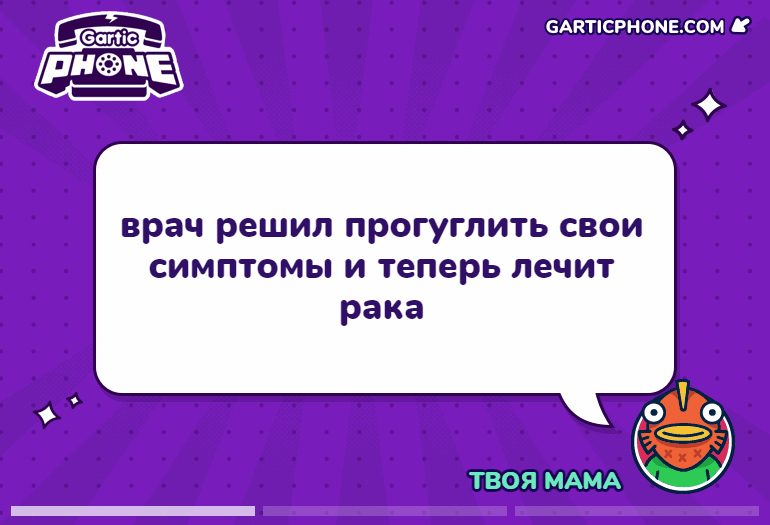 Gartic
PHONE
GARTICPHONE.COM
врач решил прогуглить свои
симптомы и теперь лечит
рака
ТВОЯ МАМА